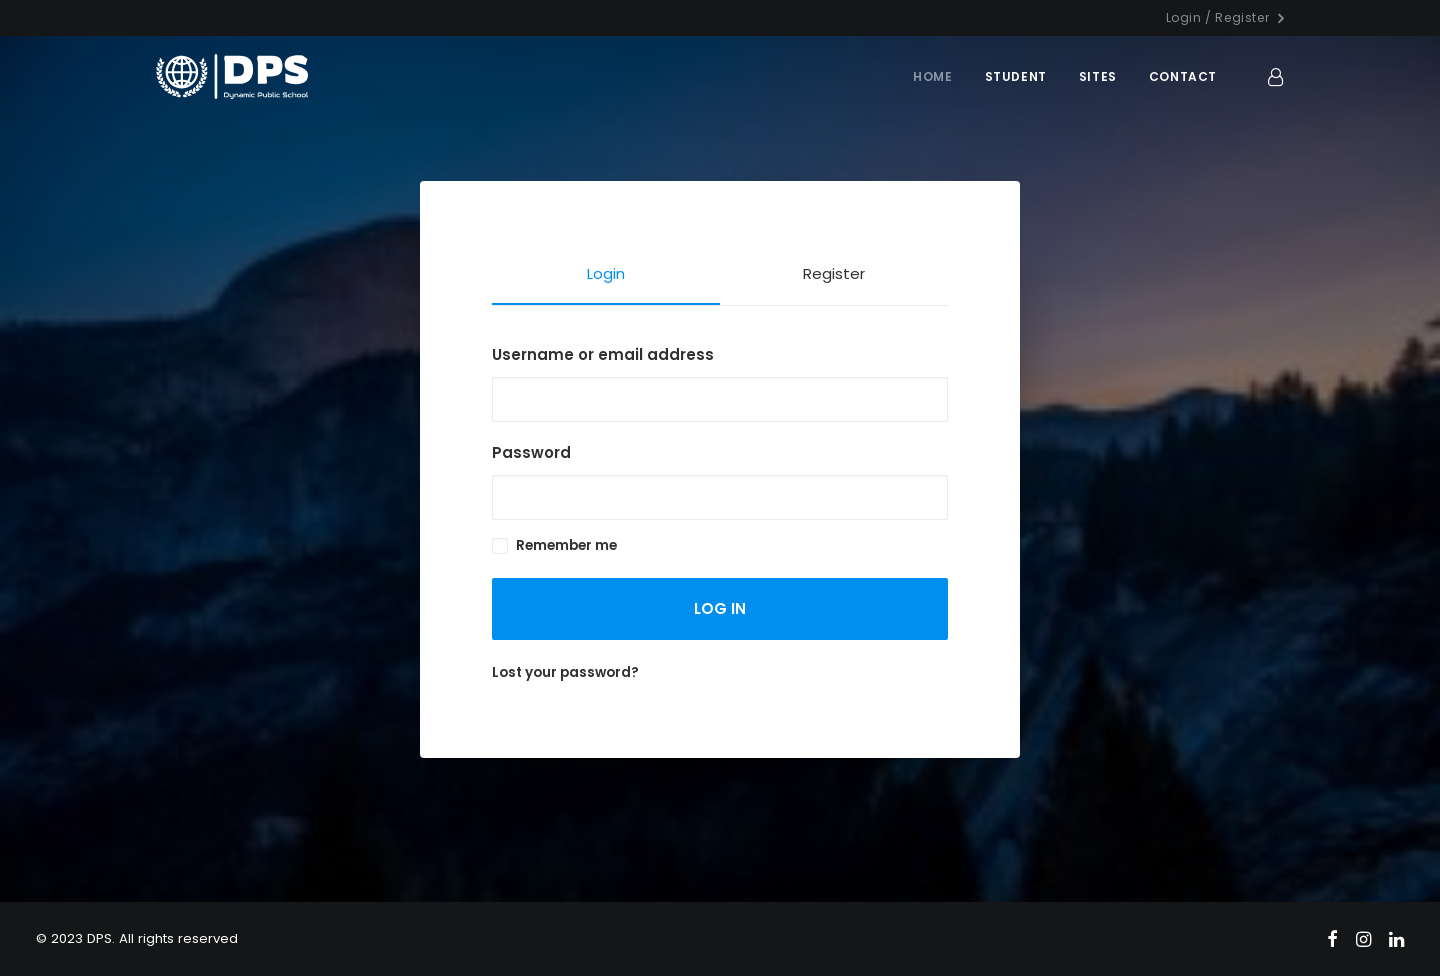 Login / Register
DPS
Dynamic Public School
HOME STUDENT SITES CONTACT
Login Register
Username or email address
Password
Remember me
LOG IN
Lost your password?
© 2023 DPS. All rights reserved